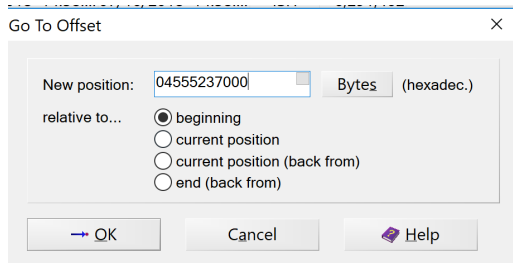 Go To Offset
New position: 04555237000 Bytes (hexadec.)
relative to... beginning
current position
current position (back from)
end (back from)
OK Cancel Help